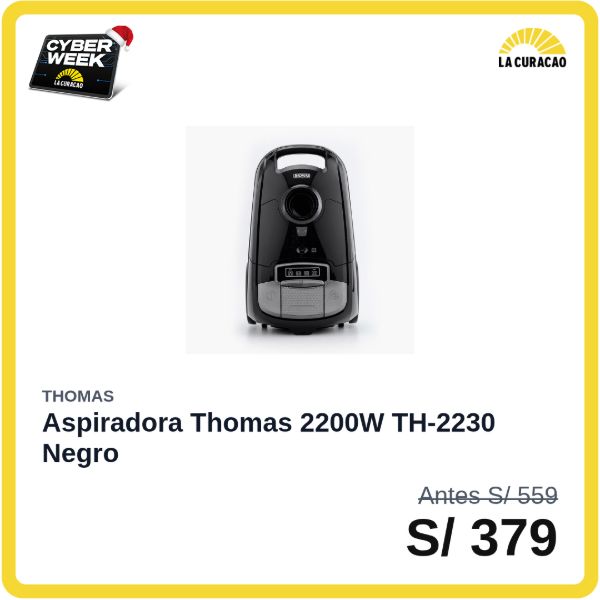 CYBER
WEEK
LA CURACAO
LA CURACAO
THOMAS
Aspiradora Thomas 2200W TH-2230
Negro
Antes S/ 559
S/ 379